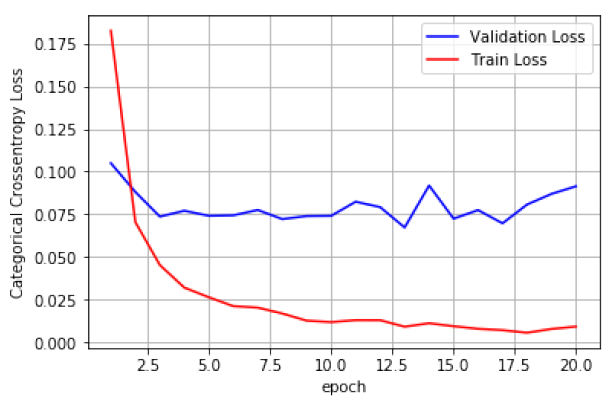 Validation Loss
Train Loss
Categorical Crossentropy Loss
0.175
0.150
0.125
0.100
0.075
0.050
0.025
0.000
2.5 5.0 7.5 10.0 12.5 15.0 17.5 20.0
epoch